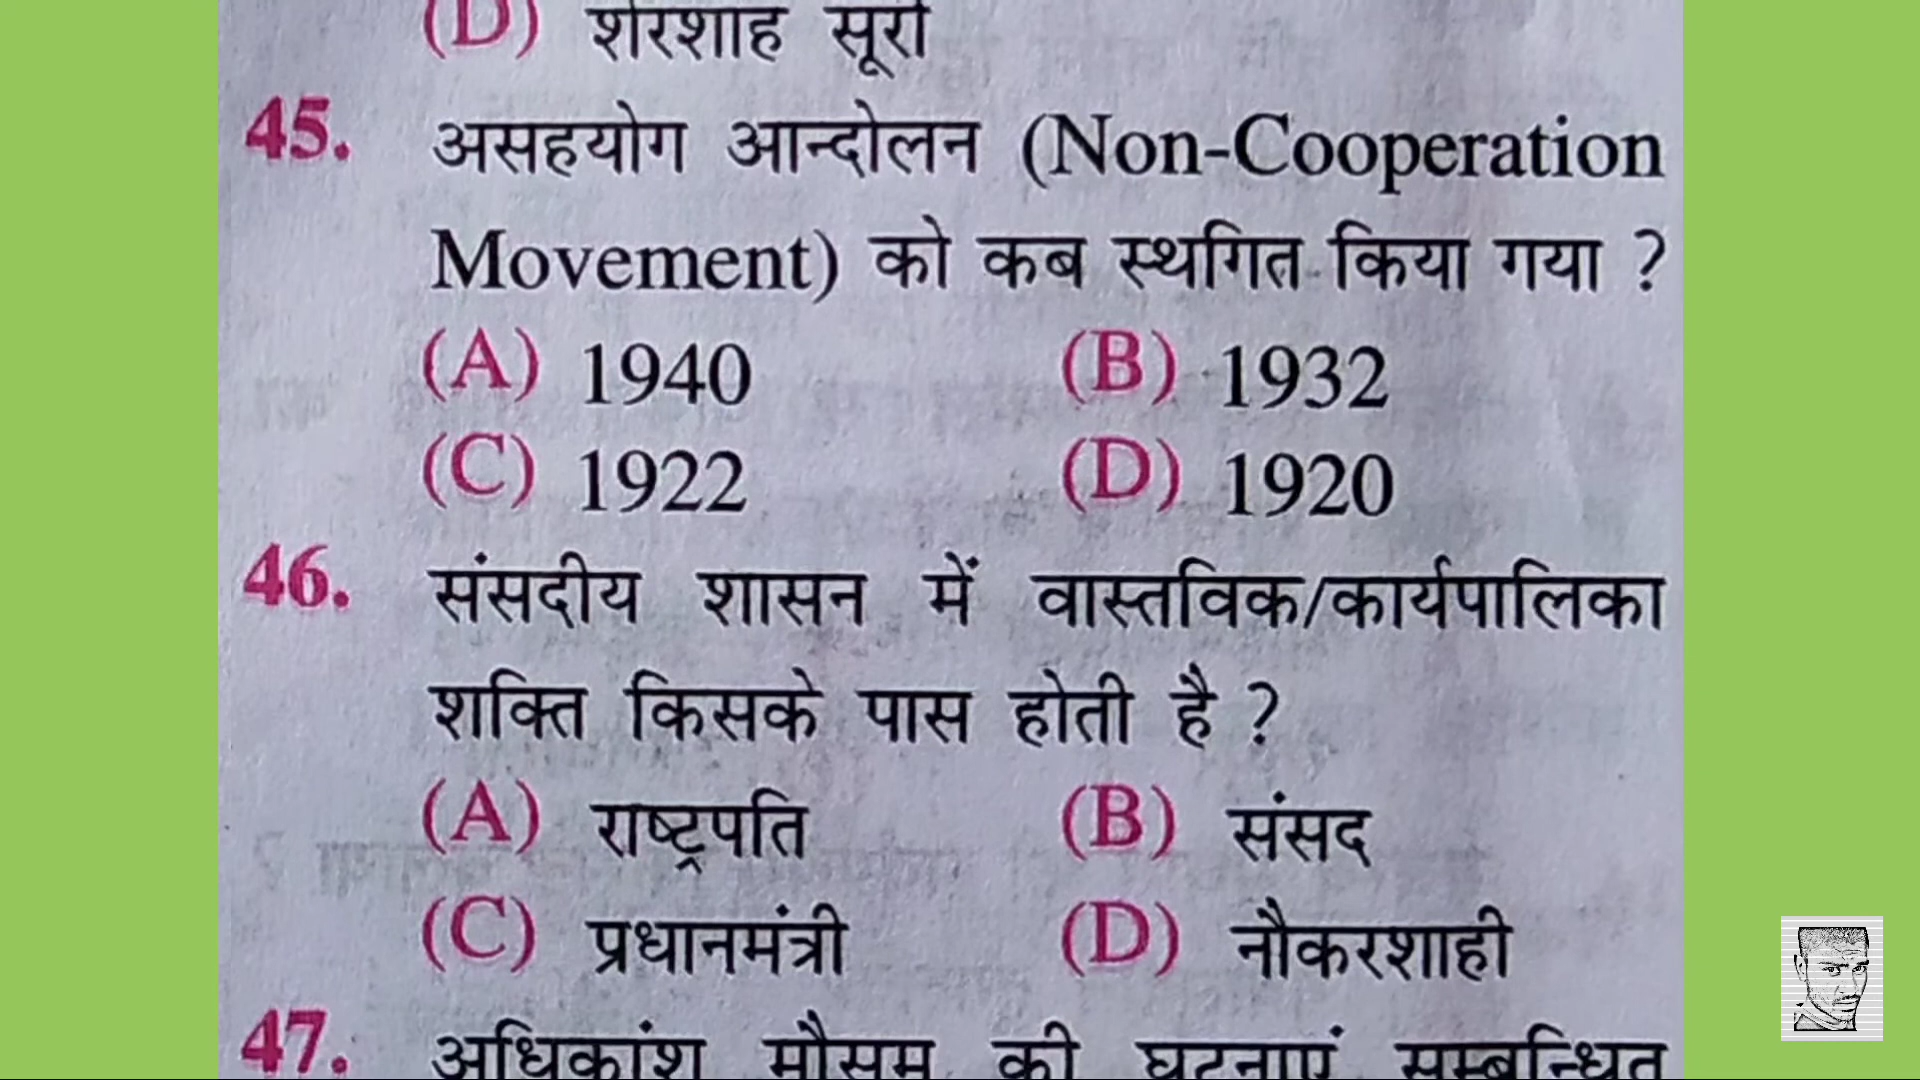 (D) शेरशाह सूरी
45. असहयोग आन्दोलन (Non-Cooperation
Movement) को कब स्थगित किया गया ?
(A) 1940 (B) 1932
(C) 1922 (D) 1920
46. संसदीय शासन में वास्तविक/कार्यपालिका
शक्ति किसके पास होती है ?
(A) राष्ट्रपति (B) संसद
(C) प्रधानमंत्री (D) नौकरशाही
47. अधिकांश मौसम की घटनाएं सम्बन्धित